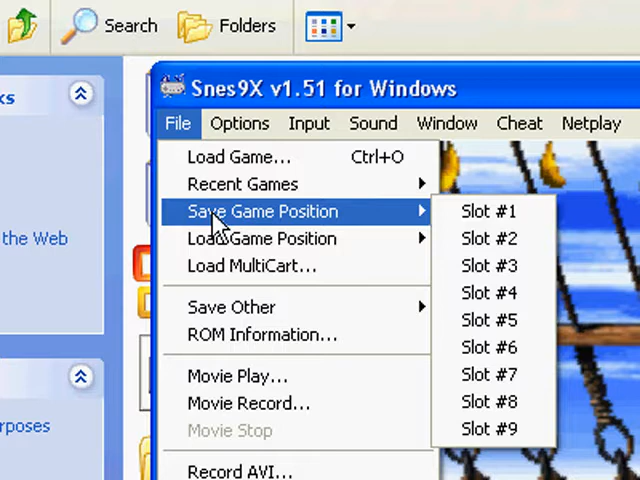 Search
Folders
ks
the Web
rposes
Snes9X v1.51 for Windows
File Options Input Sound Window Cheat Netplay
Load Game... Ctrl+O
Recent Games
Save Game Position
Load Game Position
Load MultiCart...
Save Other
ROM Information...
Movie Play...
Movie Record...
Movie Stop
Record AVI...
Slot #1
Slot #2
Slot #3
Slot #4
Slot #5
Slot #6
Slot #7
Slot #8
Slot #9